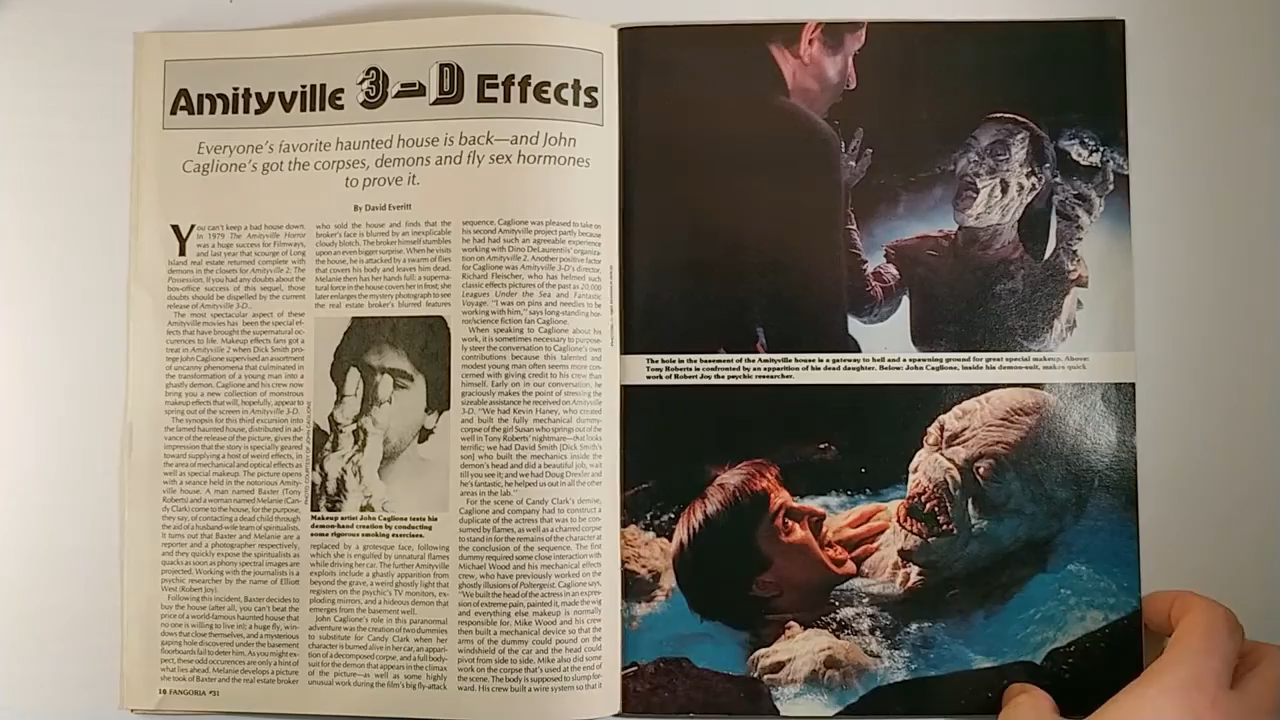 Amityville 3-D Effects
Everyone's favorite haunted house is back—and John
Caglione's got the corpses, demons and fly sex hormones
to prove it.
By David Everitt
You can't keep a bad house down.
In 1979 The Amityville Horror
was a huge success for Filmways,
and last year that scourge of Long
Island real estate returned complete with
demons in the closets for Amityville 2: The
Possession. If you had any doubts about the
box-office success of this sequel, those
doubts should be dispelled by the current
release of Amityville 3-D.
The most spectacular aspect of these
Amityville movies has been the special ef-
fects that have brought the supernatural oc-
curences to life. Makeup effects fans got a
treat in Amityville 2 when Dick Smith pro-
tege John Caglione supervised an assortment
of uncanny phenomena that culminated in
the transformation of a young man into a
ghastly demon. Caglione and his crew now
bring you a new collection of monstrous
makeup effects that will, hopefully, appear to
spring out of the screen in Amityville 3-D.
The synopsis for this third excursion into
the famed haunted house, distributed in ad-
vance of the release of the picture, gives the
impression that the story is specially geared
toward supplying a host of weird effects, in
the area of mechanical and optical effects as
well as special makeup. The picture opens
with a seance held in the notorious Amity-
ville house. A man named Baxter (Tony
Roberts) and a woman named Melanie (Can-
dy Clark) come to the house, for the purpose,
they say, of contacting a dead child through
the aid of a husband-wife team of spiritualists.
It turns out that Baxter and Melanie are a
reporter and a photographer respectively,
and they quickly expose the spiritualists as
quacks as soon as phony spectral images are
projected. Working with the journalists is a
psychic researcher by the name of Elliott
West (Robert Joy).
Following this incident, Baxter decides to
buy the house (after all, you can't beat the
price of a world-famous haunted house that
no one is willing to live in); a huge fly, win-
dows that close themselves, and a mysterious
gaping hole discovered under the basement
floorboards fail to deter him. As you might ex-
pect, these odd occurences are only a hint of
what lies ahead. Melanie develops a picture
she took of Baxter and the real estate broker
10 FANGORIA #31
who sold the house and finds that the
broker's face is blurred by an inexplicable
cloudy blotch. The broker himself stumbles
upon an even bigger surprise. When he visits
the house, he is attacked by a swarm of flies
that covers his body and leaves him dead.
Melanie then has her hands full: a superna-
tural force in the house covers her in frost; she
later enlarges the mystery photograph to see
the real estate broker's blurred features
Makeup artist John Caglione tests his
demon-hand creation by conducting
some rigorous smoking exercises.
replaced by a grotesque face, following
which she is engulfed by unnatural flames
while driving her car. The further Amityville
exploits include a ghastly apparition from
beyond the grave, a weird ghostly light that
registers on the psychic's TV monitors, ex-
ploding mirrors, and a hideous demon that
emerges from the basement well.
John Caglione's role in this paranormal
adventure was the creation of two dummies
to substitute for Candy Clark when her
character is burned alive in her car, an appari-
tion of a decomposed corpse, and a full body-
suit for the demon that appears in the climax
of the picture—as well as some highly
unusual work during the film's big fly-attack
sequence. Caglione was pleased to take on
his second Amityville project partly because
he had had such an agreeable experience
working with Dino DeLaurentiis' organiza-
tion on Amityville 2. Another positive factor
for Caglione was Amityville 3-D's director,
Richard Fleischer, who has helmed such
classic effects pictures of the past as 20,000
Leagues Under the Sea and Fantastic
Voyage. "I was on pins and needles to be
working with him," says long-standing hor-
ror/science fiction fan Caglione.
When speaking to Caglione about his
work, it is sometimes necessary to purpose-
ly steer the conversation to Caglione's own
contributions because this talented and
modest young man often seems more con-
cerned with giving credit to his crew than
himself. Early on in our conversation, he
graciously makes the point of stressing the
sizeable assistance he received on Amityville
3-D. "We had Kevin Haney, who created
and built the fully mechanical dummy-
corpse of the girl Susan who springs out of the
well in Tony Roberts' nightmare—that looks
terrific; we had David Smith [Dick Smith's
son] who built the mechanics inside the
demon's head and did a beautiful job, wait
till you see it; and we had Doug Drexler and
he's fantastic, he helped us out in all the other
areas in the lab."
For the scene of Candy Clark's demise,
Caglione and company had to construct a
duplicate of the actress that was to be con-
sumed by flames, as well as a charred corpse
to stand in for the remains of the character at
the conclusion of the sequence. The first
dummy required some close interaction with
Michael Wood and his mechanical effects
crew, who have previously worked on the
ghostly illusions of Poltergeist. Caglione says,
"We built the head of the actress in an expres-
sion of extreme pain, painted it, made the wig
and everything else makeup is normally
responsible for. Mike Wood and his crew
then built a mechanical device so that the
arms of the dummy could pound on the
windshield of the car and the head could
pivot from side to side. Mike also did some
work on the corpse that's used at the end of
the scene. The body is supposed to slump for-
ward. His crew built a wire system so that it
The hole in the basement of the Amityville house is a gateway to hell and a spawning ground for great special makeup. Above:
Tony Roberts is confronted by an apparition of his dead daughter. Below: John Caglione, inside his demon-suit, makes quick
work of Robert Joy the psychic researcher.